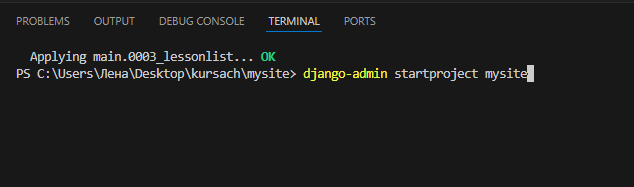 PROBLEMS OUTPUT DEBUG CONSOLE TERMINAL PORTS
Applying main.0003_lessonlist... OK
PS C:\Users\Лена\Desktop\kursach\mysite> django-admin startproject mysite